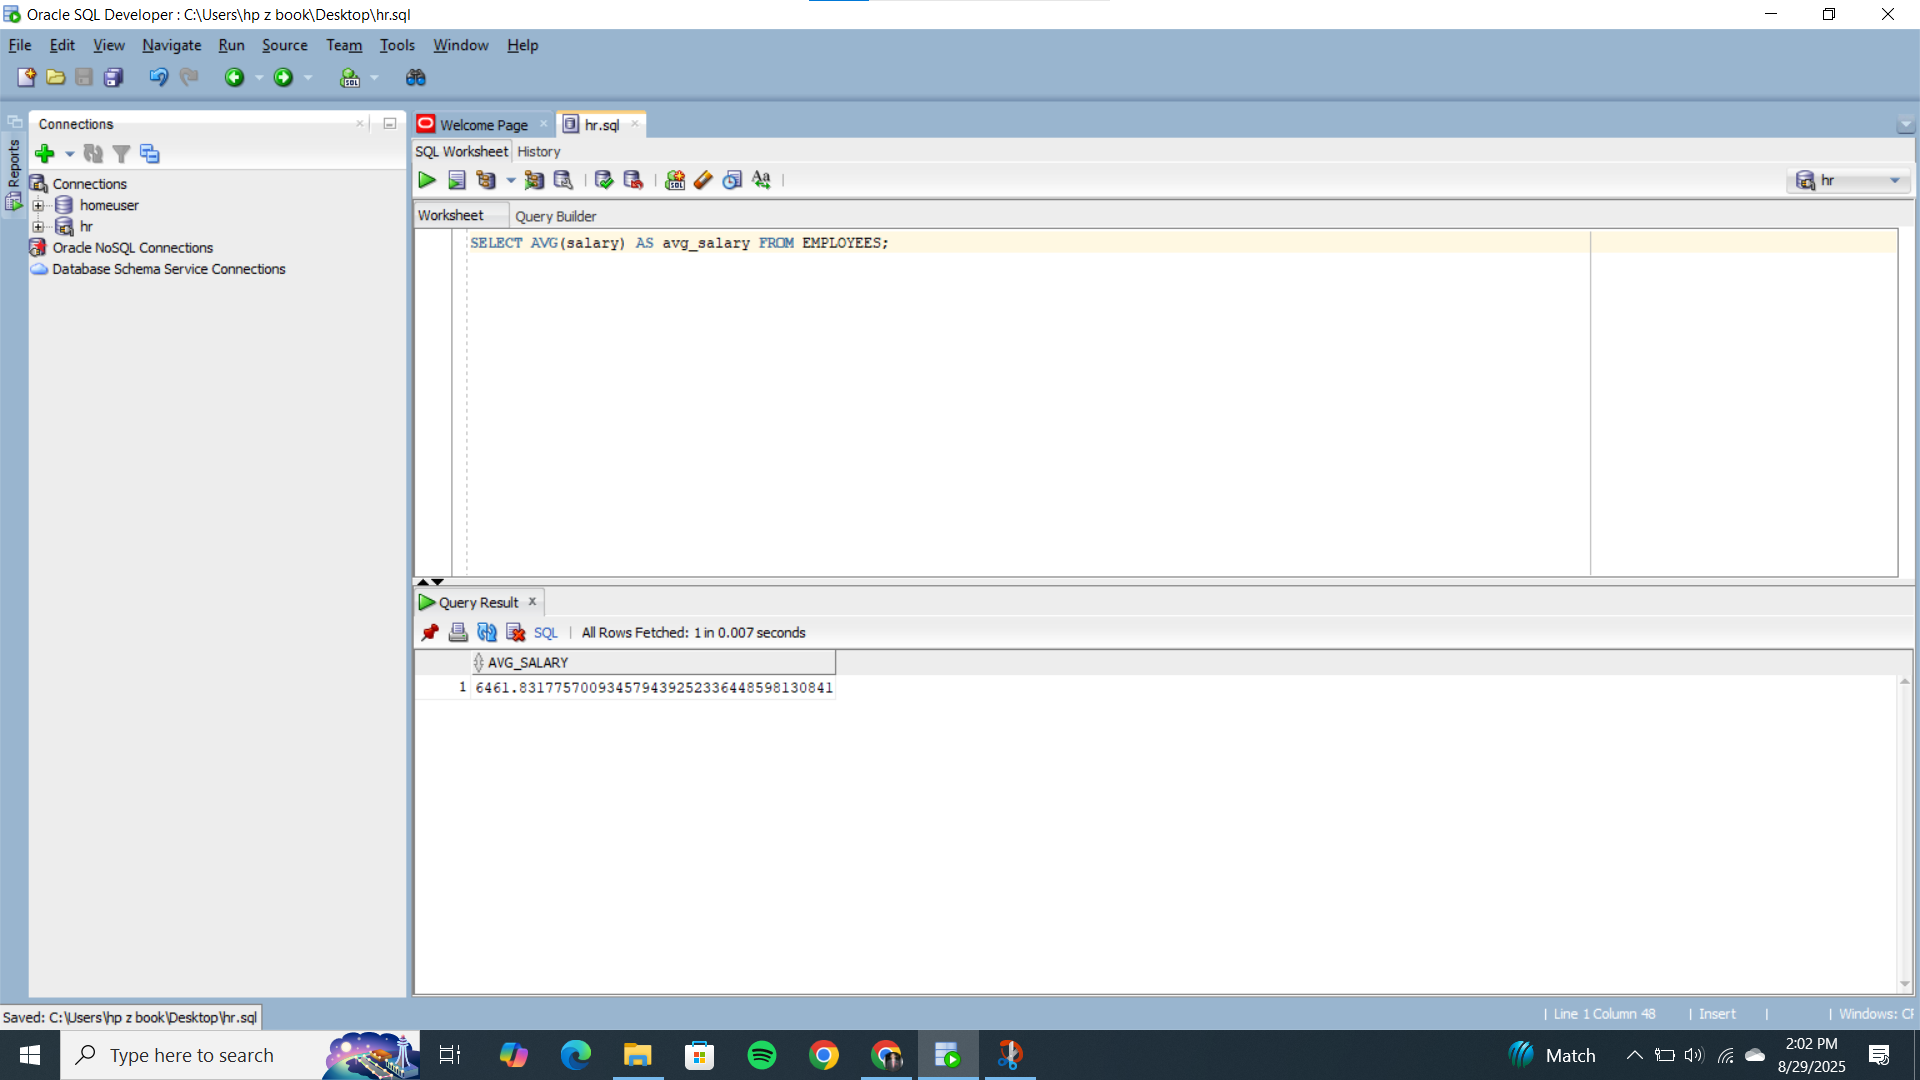 Oracle SQL Developer : C:\Users\hp z book\Desktop\hr.sql
File Edit View Navigate Run Source Team Tools Window Help
Reports
Connections
Welcome Page
hr.sql
SQL Worksheet History
hr
Connections
homeuser
hr
Oracle NoSQL Connections
Database Schema Service Connections
Worksheet Query Builder
SELECT AVG(salary) AS avg_salary FROM EMPLOYEES;
Query Result
SQL | All Rows Fetched: 1 in 0.007 seconds
AVG_SALARY
1 6461.831775700934579439252336448598130841
Saved: C:\Users\hp z book\Desktop\hr.sql
| Line 1 Column 48 | Insert | | Windows: CF
Type here to search
Match
2:02 PM
8/29/2025